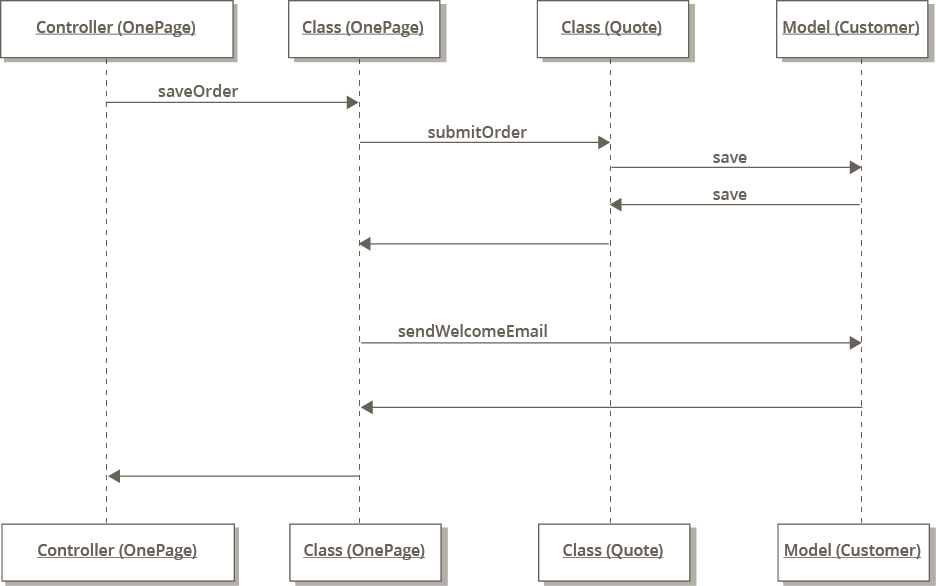 Controller (OnePage)
Class (OnePage)
Class (Quote)
Model (Customer)
saveOrder
submitOrder
save
save
sendWelcomeEmail
Controller (OnePage)
Class (OnePage)
Class (Quote)
Model (Customer)